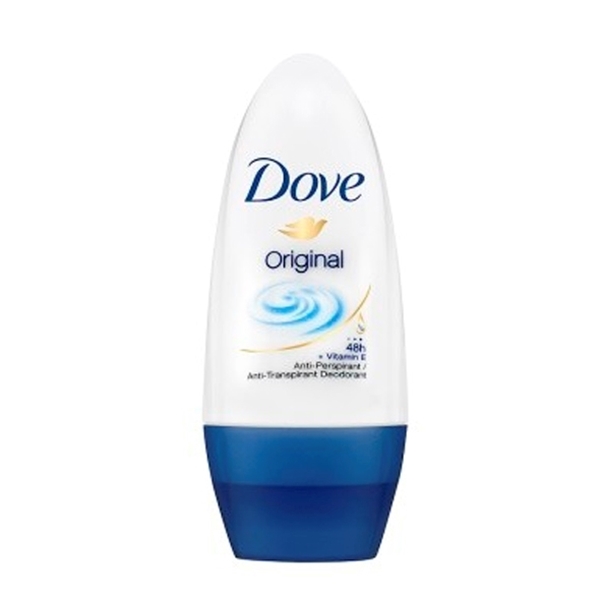 Dove
Original
48h
+ Vitamin E
Anti-Perspirant /
Anti-Transpirant Deodorant